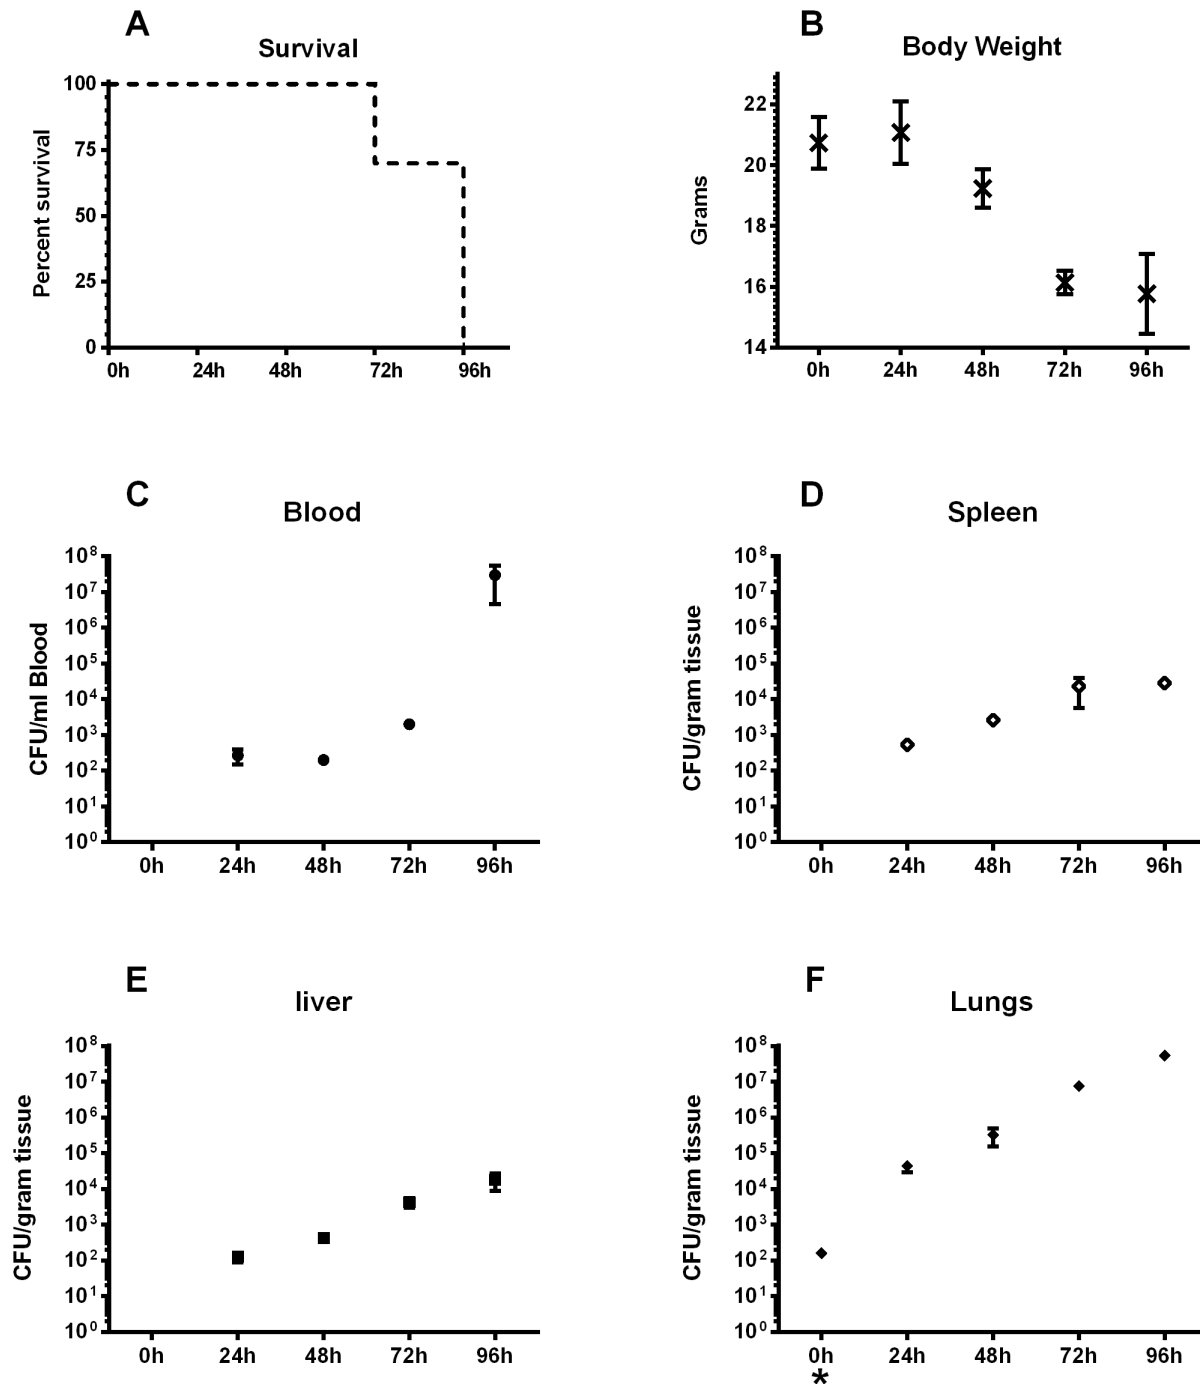 A
Survival
Percent survival
100
75
50
25
0
0h 24h 48h 72h 96h
B
Body Weight
Grams
22
20
18
16
14
0h 24h 48h 72h 96h
C
Blood
CFU/ml Blood
10⁸
10⁷
10⁶
10⁵
10⁴
10³
10²
10¹
10⁰
0h 24h 48h 72h 96h
D
Spleen
CFU/gram tissue
10⁸
10⁷
10⁶
10⁵
10⁴
10³
10²
10¹
10⁰
0h 24h 48h 72h 96h
E
liver
CFU/gram tissue
10⁸
10⁷
10⁶
10⁵
10⁴
10³
10²
10¹
10⁰
0h 24h 48h 72h 96h
F
Lungs
CFU/gram tissue
10⁸
10⁷
10⁶
10⁵
10⁴
10³
10²
10¹
10⁰
0h 24h 48h 72h 96h
*